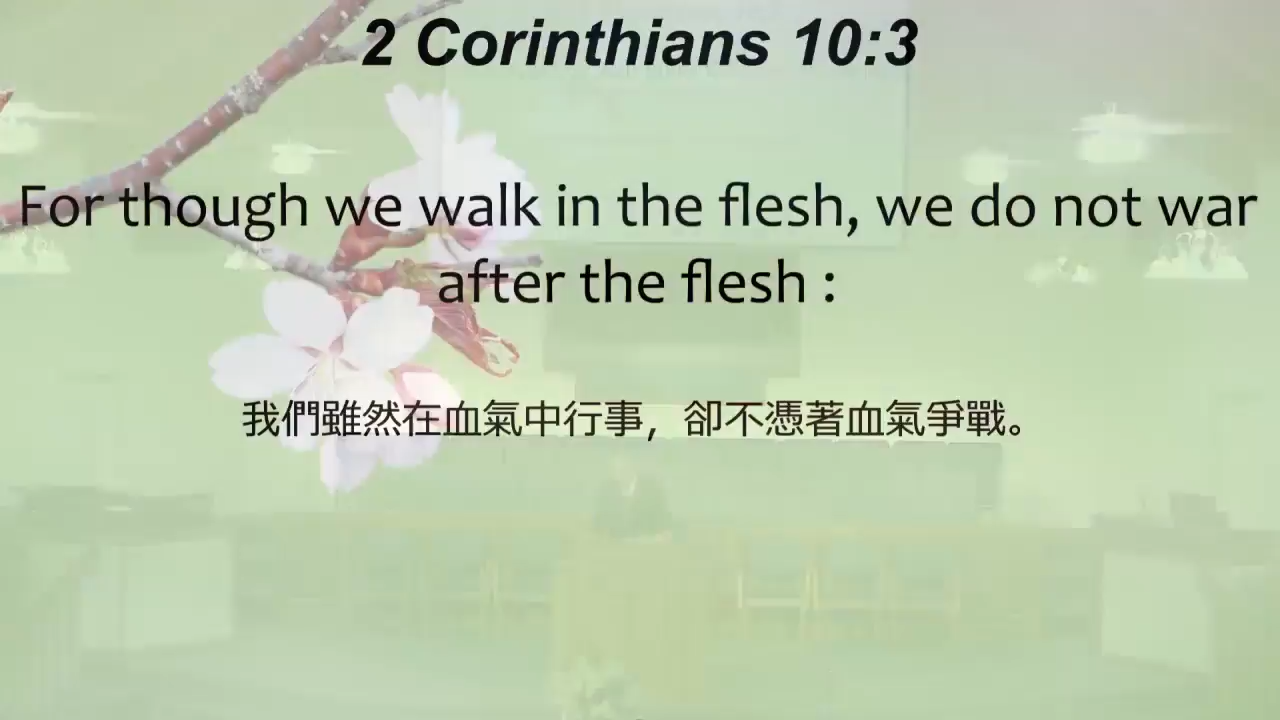 2 Corinthians 10:3
For though we walk in the flesh, we do not war
after the flesh :
我們雖然在血氣中行事，卻不憑著血氣爭戰。